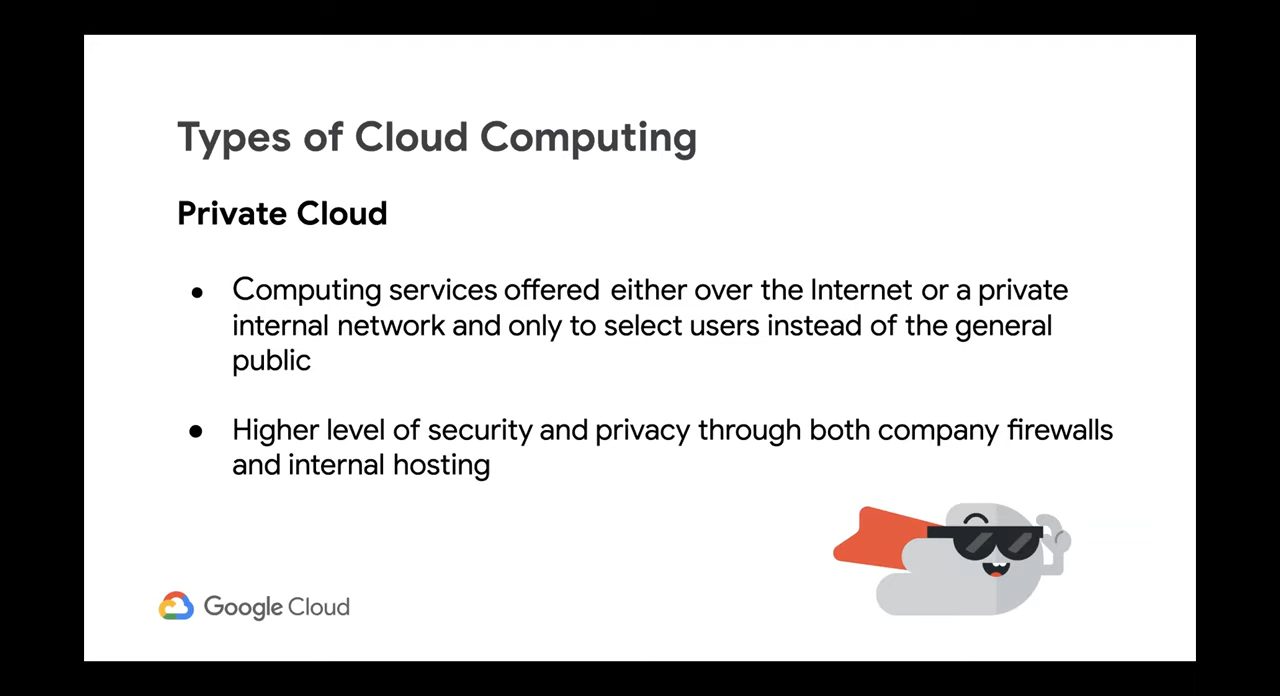 Types of Cloud Computing
Private Cloud
● Computing services offered either over the Internet or a private
internal network and only to select users instead of the general
public
● Higher level of security and privacy through both company firewalls
and internal hosting
Google Cloud